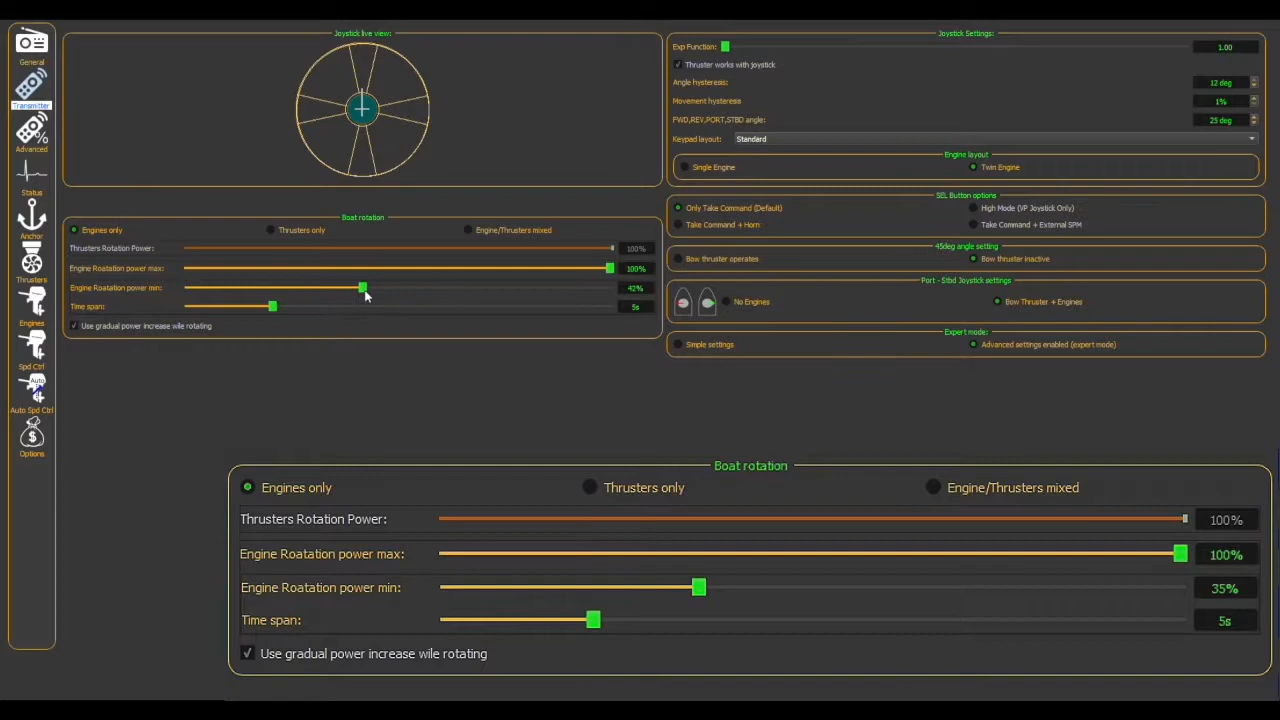 General
Transmitter
Advanced
Status
Anchor
Thrusters
Engines
Spd Ctrl
Auto
Auto Spd Ctrl
Options
Joystick live view:
Boat rotation
Engines only
Thrusters only
Engine/Thrusters mixed
Thrusters Rotation Power:
100%
Engine Roatation power max:
100%
Engine Roatation power min:
42%
Time span:
5s
Use gradual power increase wile rotating
Joystick Settings:
Exp Function:
1.00
Thruster works with joystick
Angle hysteresis:
12 deg
Movement hysteresis
1%
FWD,REV,PORT,STBD angle:
25 deg
Keypad layout:
Standard
Engine layout
Single Engine
Twin Engine
SEL Button options
Only Take Command (Default)
High Mode (VP Joystick Only)
Take Command + Horn
Take Command + External SPM
45deg angle setting
Bow thruster operates
Bow thruster inactive
Port - Stbd Joystick settings
No Engines
Bow Thruster + Engines
Expert mode:
Simple settings
Advanced settings enabled (expert mode)
Boat rotation
Engines only
Thrusters only
Engine/Thrusters mixed
Thrusters Rotation Power:
100%
Engine Roatation power max:
100%
Engine Roatation power min:
35%
Time span:
5s
Use gradual power increase wile rotating